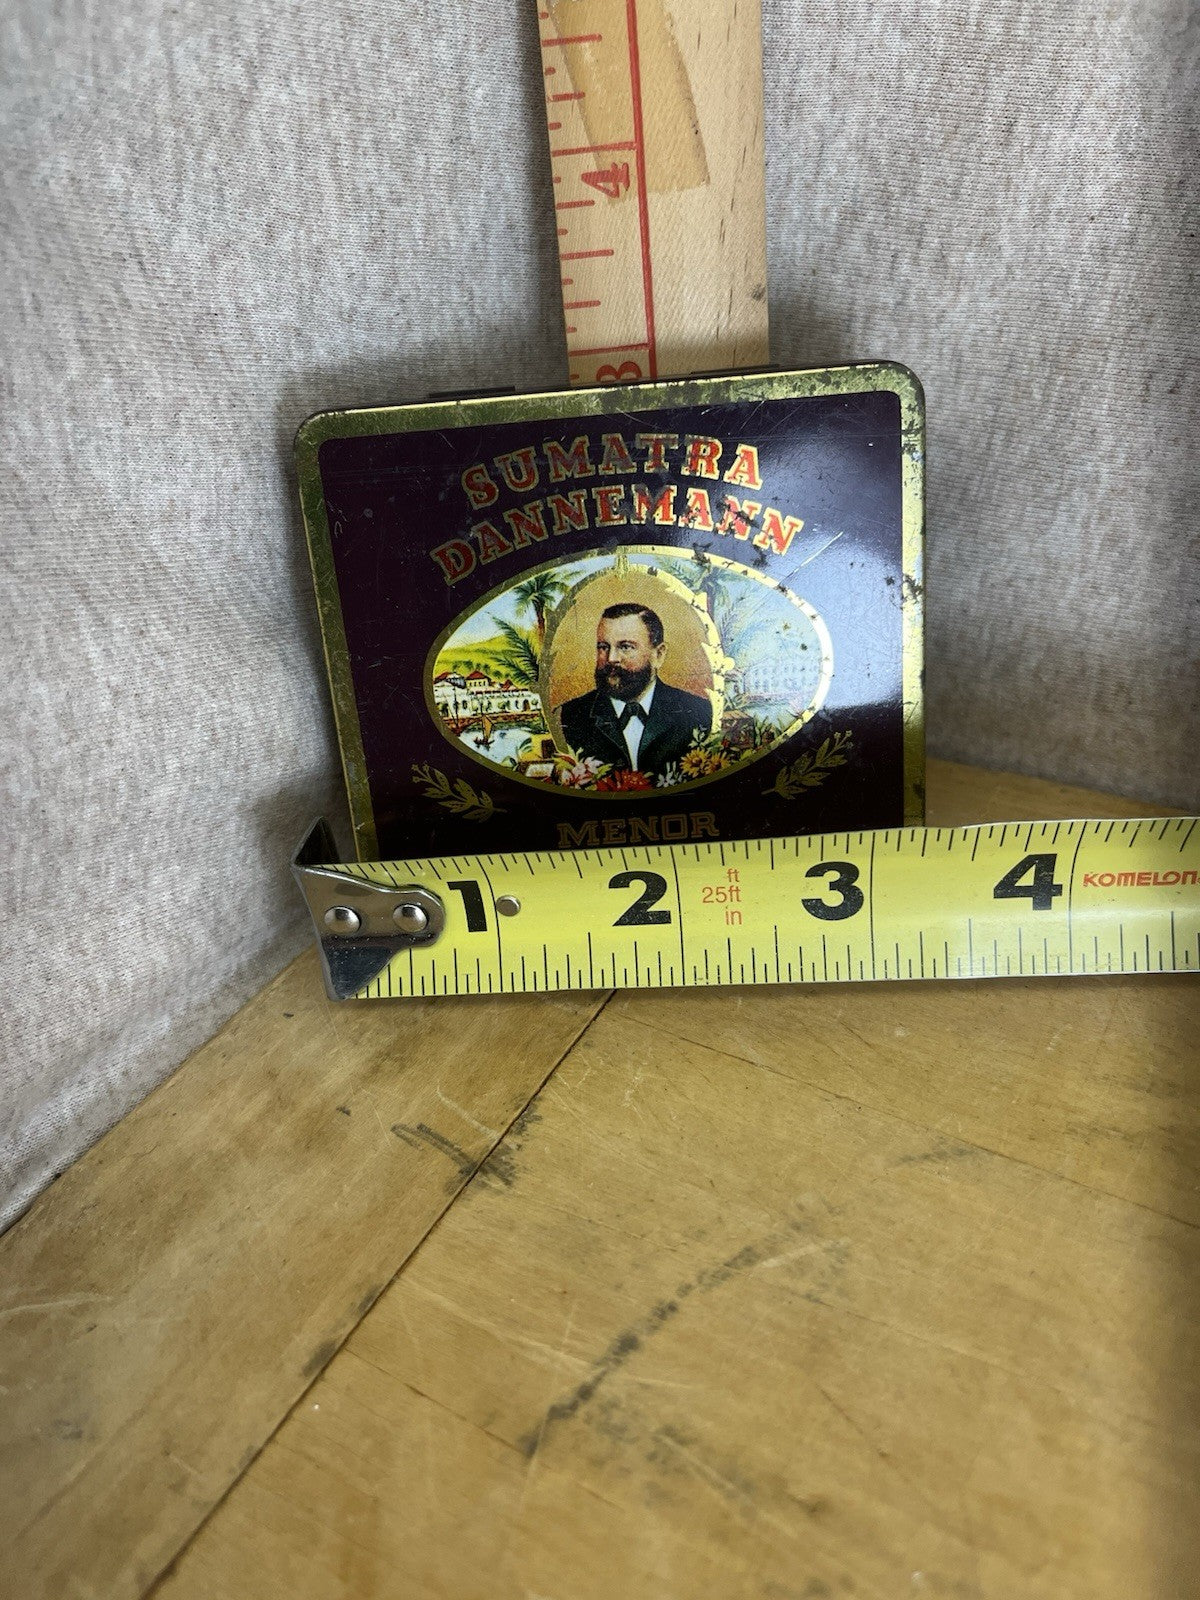 4
3
SUMATRA
DANNEMANN
MENOR
1 2 ft 3 4 KOMELON
25ft
in